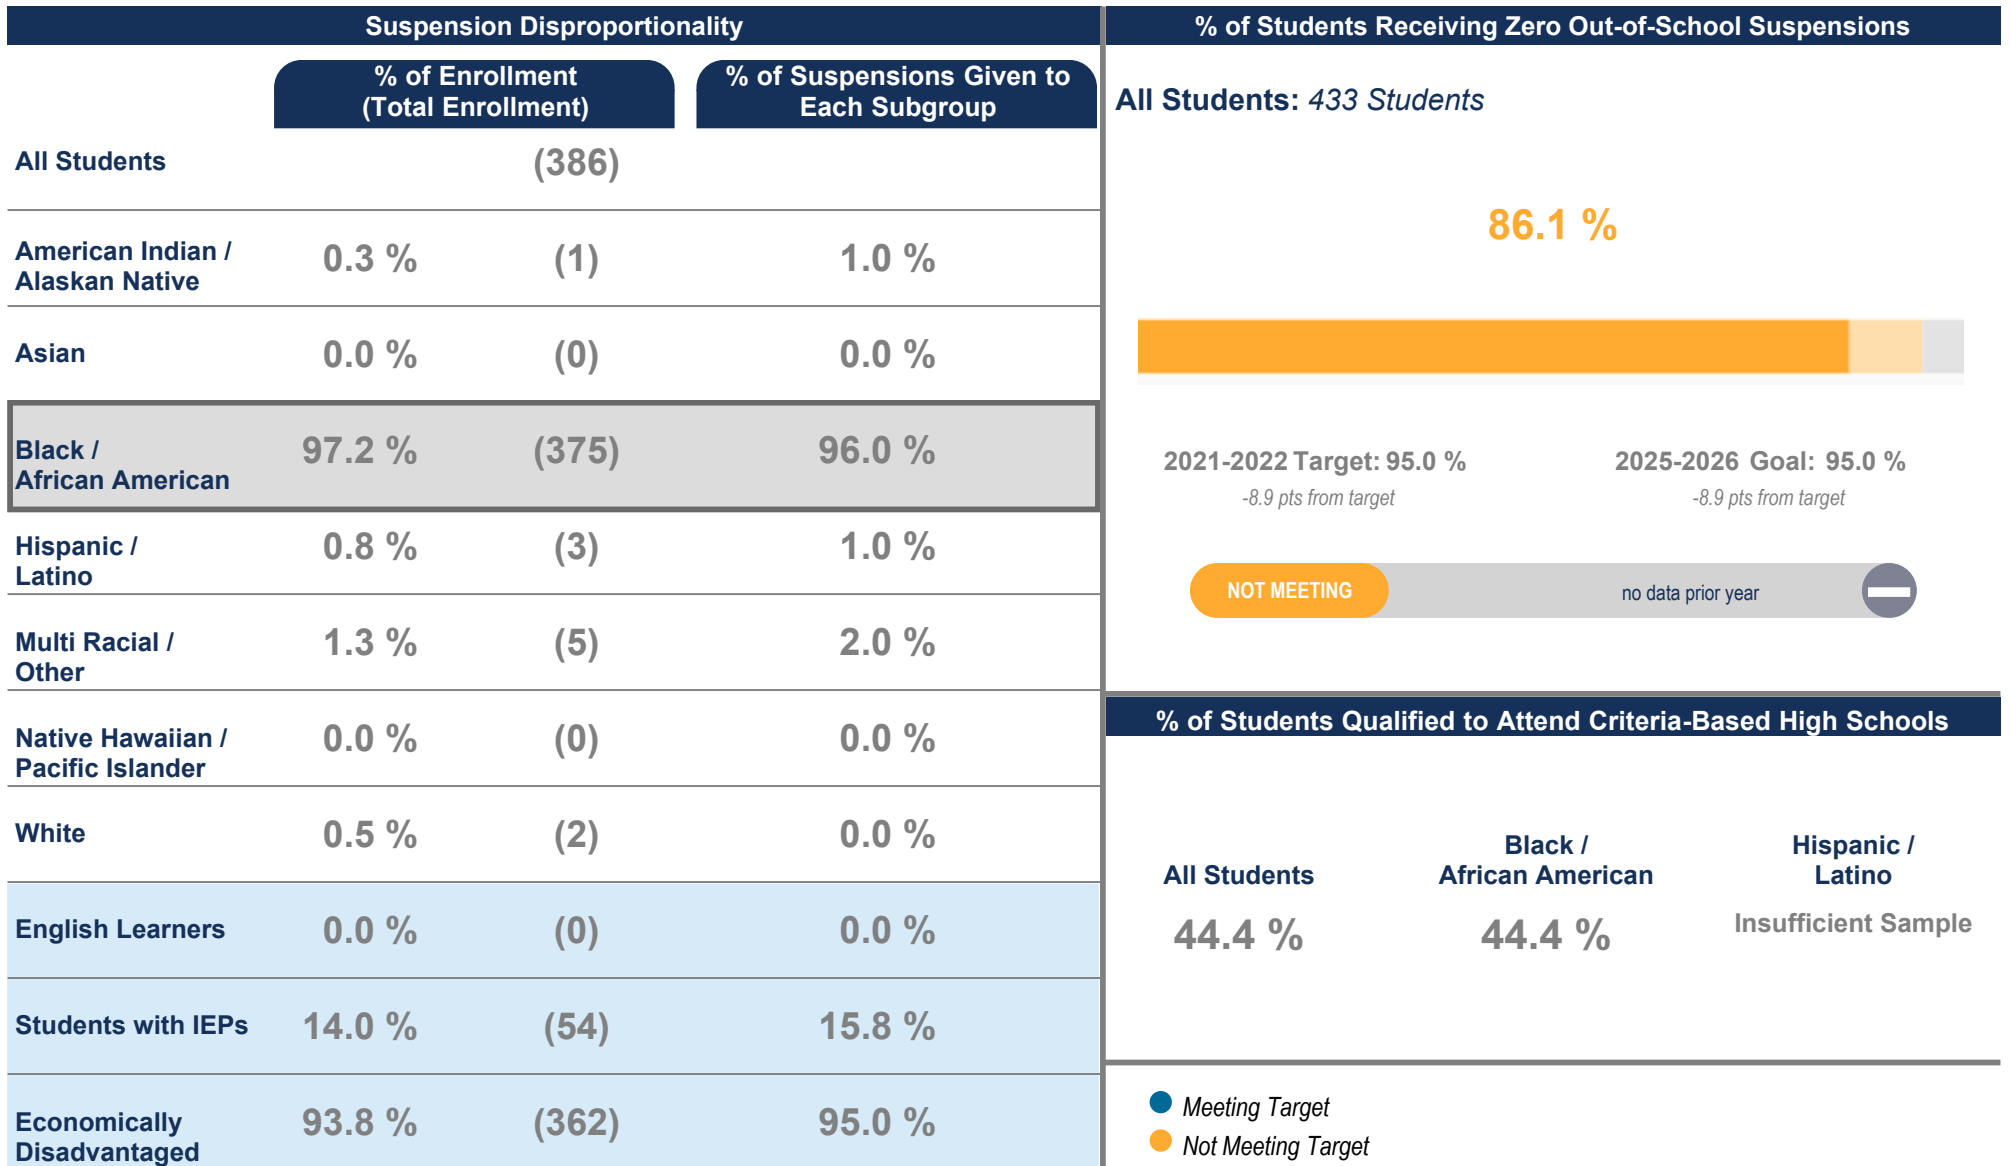 Suspension Disproportionality
% of Enrollment
(Total Enrollment)
% of Suspensions Given to
Each Subgroup
All Students
(386)
American Indian /
Alaskan Native
0.3 %
(1)
1.0 %
Asian
0.0 %
(0)
0.0 %
Black /
African American
97.2 %
(375)
96.0 %
Hispanic /
Latino
0.8 %
(3)
1.0 %
Multi Racial /
Other
1.3 %
(5)
2.0 %
Native Hawaiian /
Pacific Islander
0.0 %
(0)
0.0 %
White
0.5 %
(2)
0.0 %
English Learners
0.0 %
(0)
0.0 %
Students with IEPs
14.0 %
(54)
15.8 %
Economically
Disadvantaged
93.8 %
(362)
95.0 %
% of Students Receiving Zero Out-of-School Suspensions
All Students: 433 Students
86.1 %
2021-2022 Target: 95.0 %
-8.9 pts from target
2025-2026 Goal: 95.0 %
-8.9 pts from target
NOT MEETING
no data prior year
% of Students Qualified to Attend Criteria-Based High Schools
All Students
44.4 %
Black /
African American
44.4 %
Hispanic /
Latino
Insufficient Sample
Meeting Target
Not Meeting Target